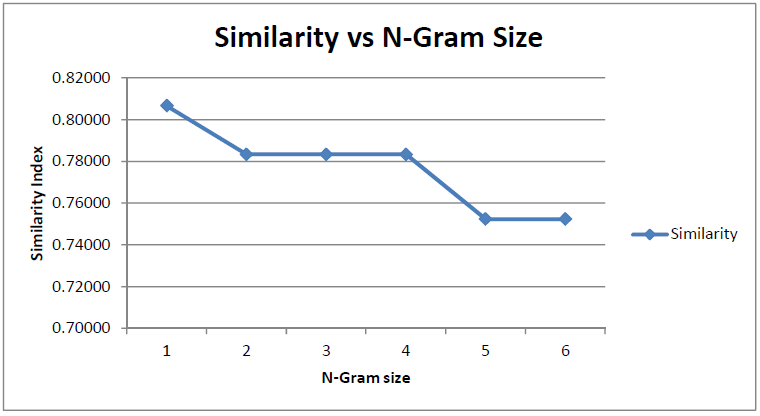 Similarity vs N-Gram Size
0.82000
0.80000
0.78000
0.76000
0.74000
0.72000
0.70000
Similarity Index
1 2 3 4 5 6
N-Gram size
Similarity